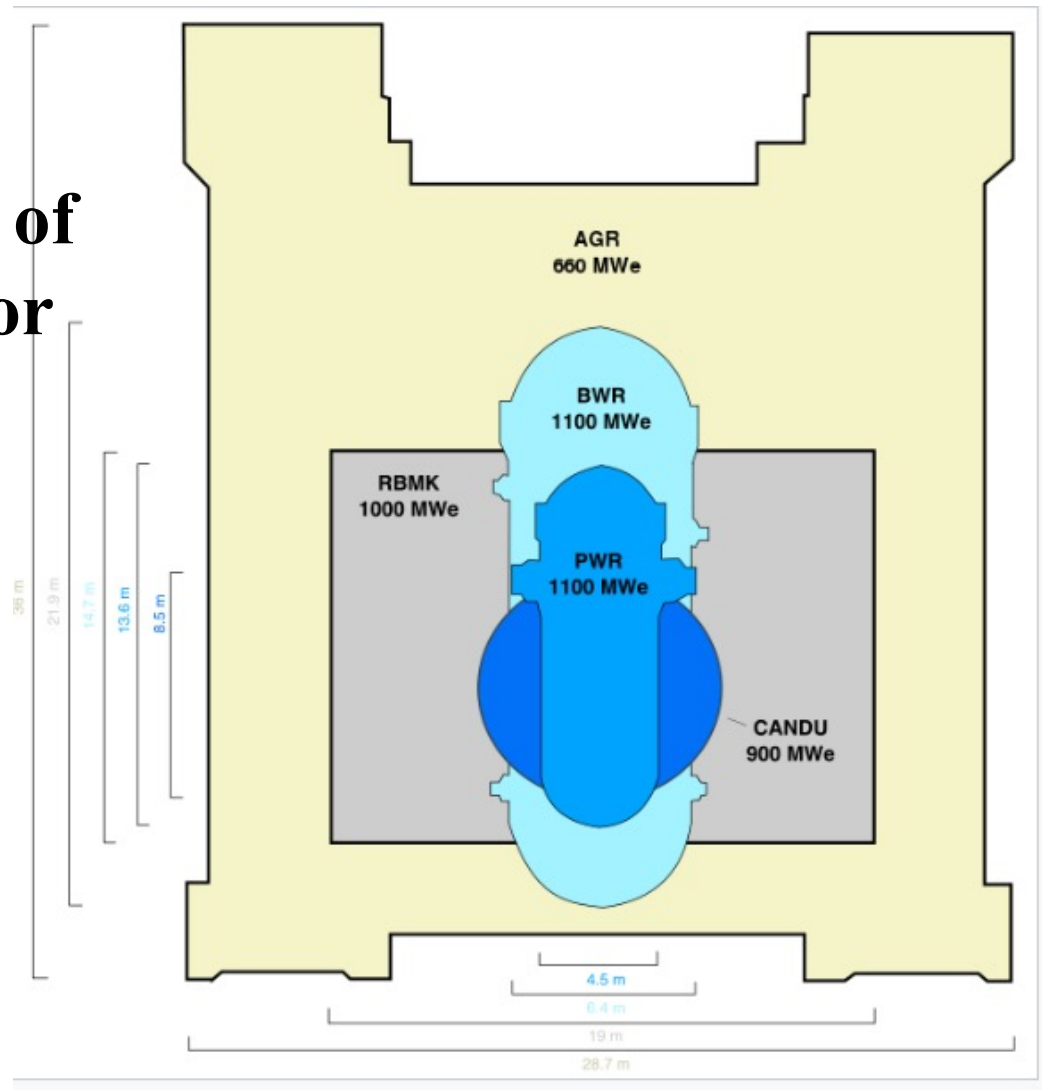 of
or
AGR
660 MWe
BWR
1100 MWe
RBMK
1000 MWe
PWR
1100 MWe
CANDU
900 MWe
36 m
21.9 m
14.7 m
13.6 m
8.5 m
4.5 m
6.4 m
19 m
28.7 m